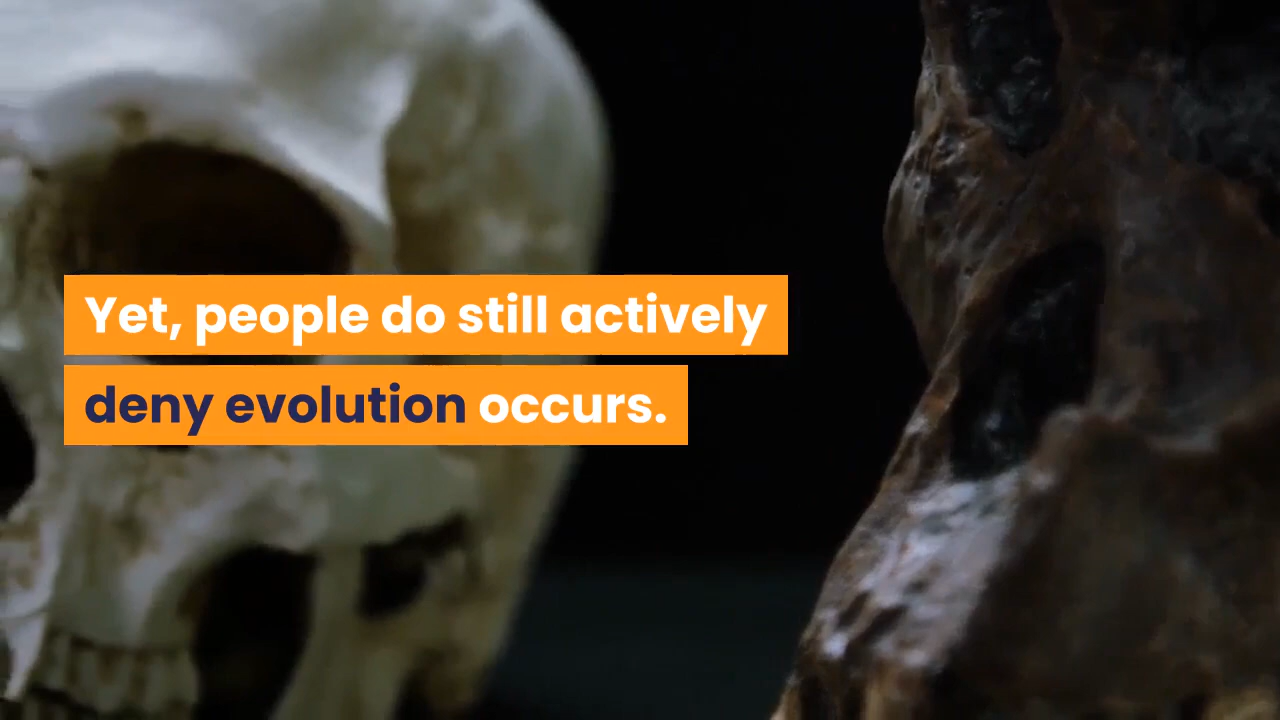 Yet, people do still actively
deny evolution occurs.